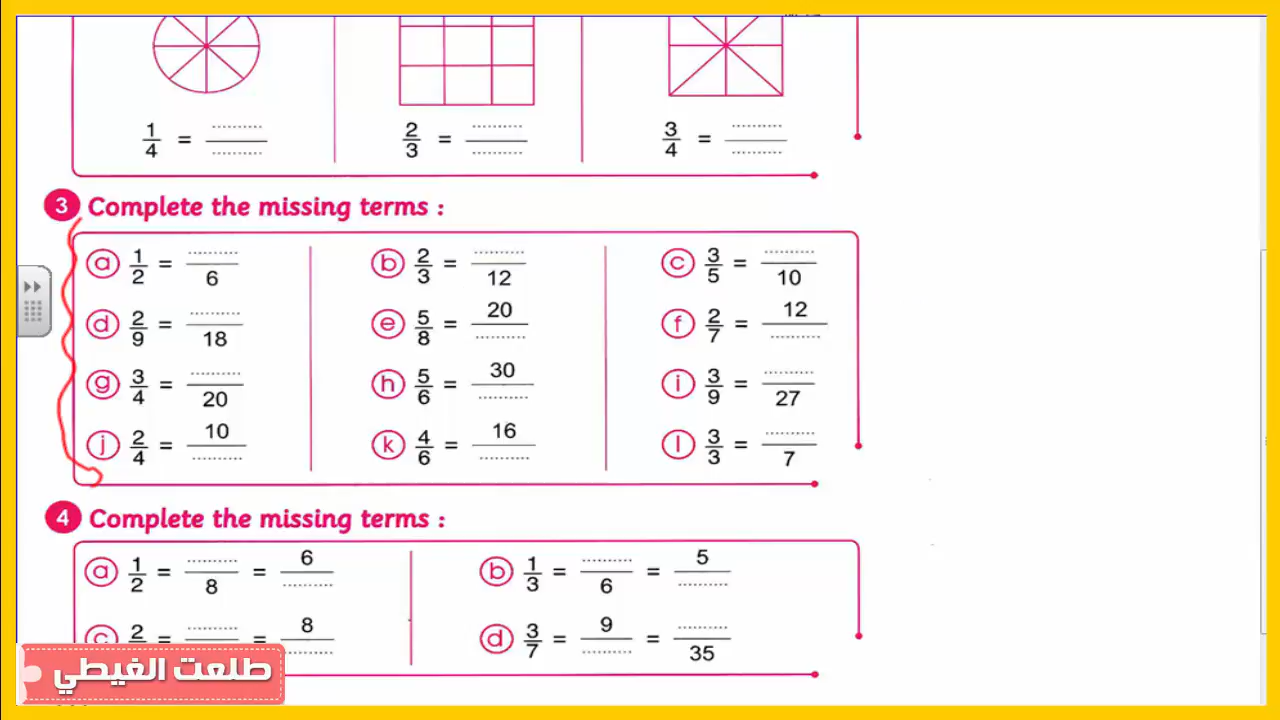 1/4 = ......... / ......... 2/3 = ......... / ......... 3/4 = ......... / .........
3 Complete the missing terms :
a 1/2 = ......... / 6 b 2/3 = ......... / 12 c 3/5 = ......... / 10
d 2/9 = ......... / 18 e 5/8 = 20 / ......... f 2/7 = 12 / .........
g 3/4 = ......... / 20 h 5/6 = 30 / ......... i 3/9 = ......... / 27
j 2/4 = 10 / ......... k 4/6 = 16 / ......... l 3/3 = ......... / 7
4 Complete the missing terms :
a 1/2 = ......... / 8 = 6 / ......... b 1/3 = ......... / 6 = 5 / .........
c 2 = ......... = 8 / ......... d 3/7 = 9 / ......... = ......... / 35
طلعت الغيطي